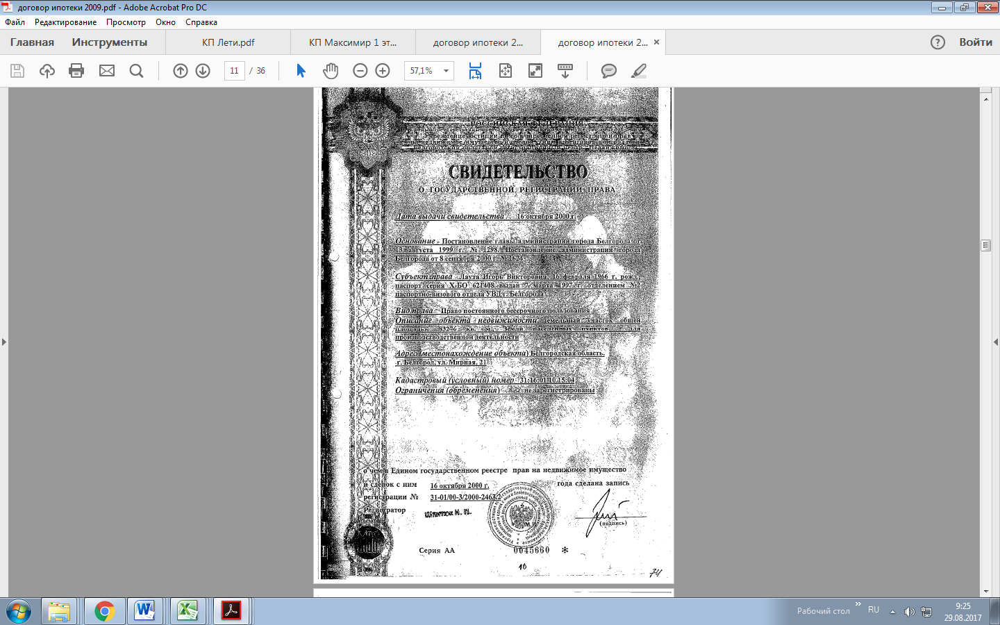 договор ипотеки 2009.pdf - Adobe Acrobat Pro DC
Файл Редактирование Просмотр Окно Справка
Главная Инструменты КП Лети.pdf КП Максимир 1 эт... договор ипотеки 2... договор ипотеки 2... × ? Войти
11 / 36 57,1%
РОССИЙСКАЯ ФЕДЕРАЦИЯ
СВИДЕТЕЛЬСТВО
О ГОСУДАРСТВЕННОЙ РЕГИСТРАЦИИ ПРАВА
Дата выдачи свидетельства 16 октября 2000 г.
Основание - Постановление главы администрации города Белгорода от
13 августа 1999 г. № 1298. Постановление администрации города
Белгорода от 8 сентября 2000 г. № 1624
Субъект права Лаута Игорь Викторович, 16 февраля 1966 г. рожд.,
паспорт серия X-БО 621408 выдан 7 марта 1997 г. отделением №2
паспортно-визового отдела УВД г. Белгорода
Вид права Право постоянного бессрочного пользования
Описание объекта недвижимости земельный участок общей
площадью кв. м. Земли населенных пунктов для
производственной деятельности
Адрес (местонахождение объекта) Белгородская область,
г. Белгород, ул. Мирная, 21
Кадастровый (условный) номер 31:16:01 10 15:04
Ограничения (обременения) не зарегистрированы
о чем в Едином государственном реестре прав на недвижимое имущество
и сделок с ним 16 октября 2000 г. года сделана запись
регистрации № 31-01/00-3/2000-2463.2
Регистратор
М.П.
(подпись)
Серия АА 0045660 *
16
74
Рабочий стол » RU 9:25
29.08.2017